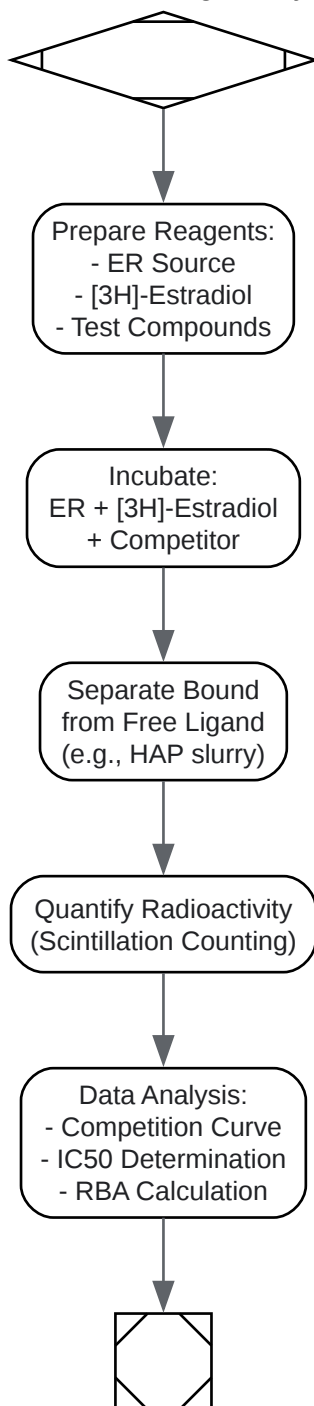 Prepare Reagents:
- ER Source
- [3H]-Estradiol
- Test Compounds
Incubate:
ER + [3H]-Estradiol
+ Competitor
Separate Bound
from Free Ligand
(e.g., HAP slurry)
Quantify Radioactivity
(Scintillation Counting)
Data Analysis:
- Competition Curve
- IC50 Determination
- RBA Calculation